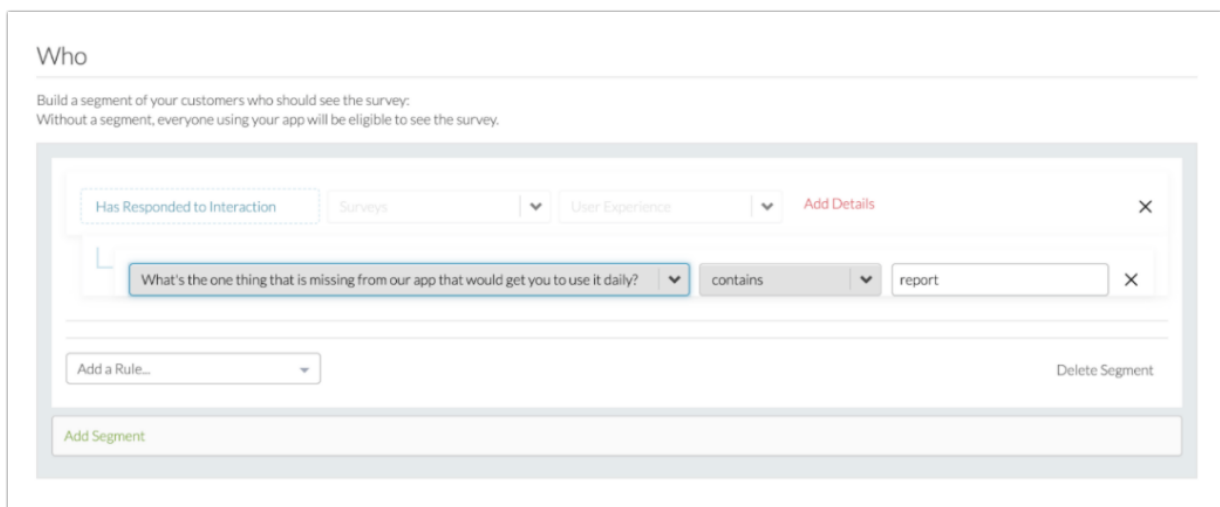 Who
Build a segment of your customers who should see the survey:
Without a segment, everyone using your app will be eligible to see the survey.
Has Responded to Interaction Surveys User Experience Add Details
What's the one thing that is missing from our app that would get you to use it daily? contains report
Add a Rule... Delete Segment
Add Segment